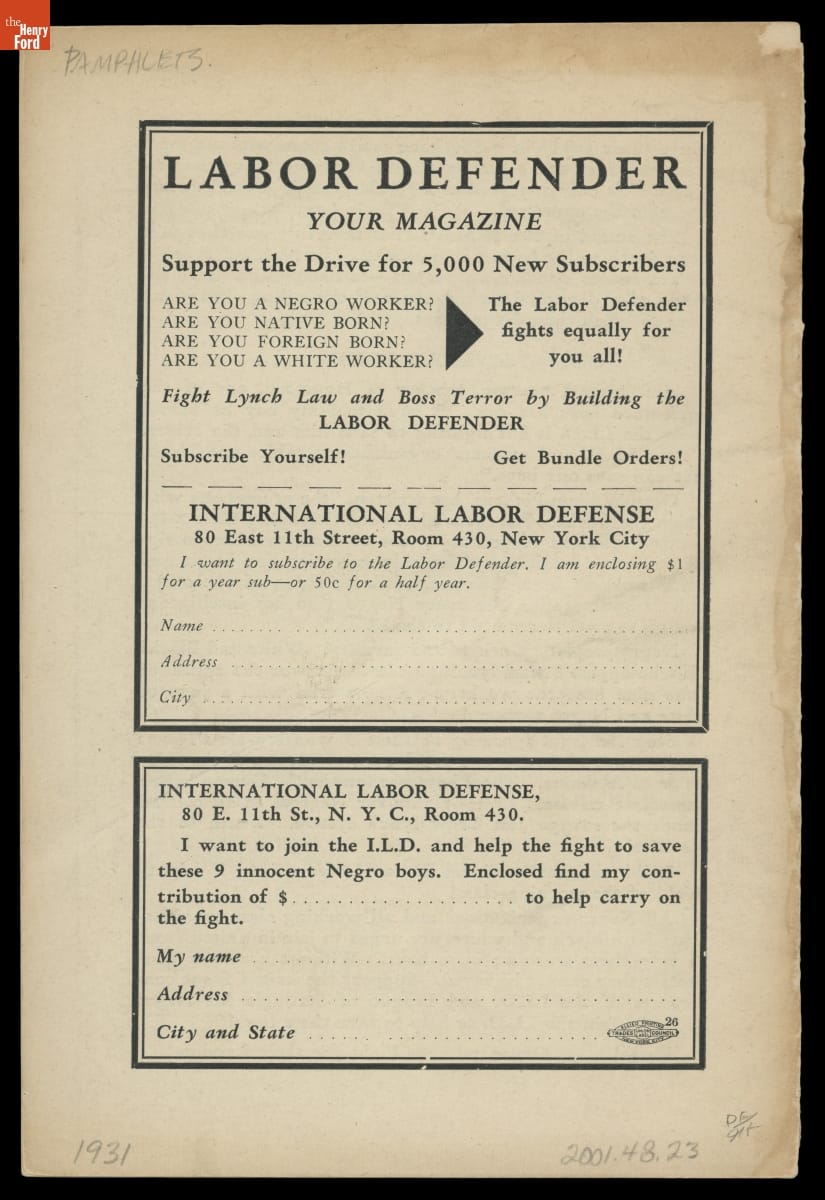 the
Henry
Ford
PAMPHLETS.
LABOR DEFENDER
YOUR MAGAZINE
Support the Drive for 5,000 New Subscribers
ARE YOU A NEGRO WORKER?
ARE YOU NATIVE BORN?
ARE YOU FOREIGN BORN?
ARE YOU A WHITE WORKER?
The Labor Defender
fights equally for
you all!
Fight Lynch Law and Boss Terror by Building the
LABOR DEFENDER
Subscribe Yourself! Get Bundle Orders!
INTERNATIONAL LABOR DEFENSE
80 East 11th Street, Room 430, New York City
I want to subscribe to the Labor Defender. I am enclosing $1
for a year sub—or 50c for a half year.
Name
Address
City
INTERNATIONAL LABOR DEFENSE,
80 E. 11th St., N. Y. C., Room 430.
I want to join the I.L.D. and help the fight to save
these 9 innocent Negro boys. Enclosed find my con-
tribution of $ to help carry on
the fight.
My name
Address
City and State
26
TRADES COUNCIL
NEW YORK CITY
1931
2001.48.23